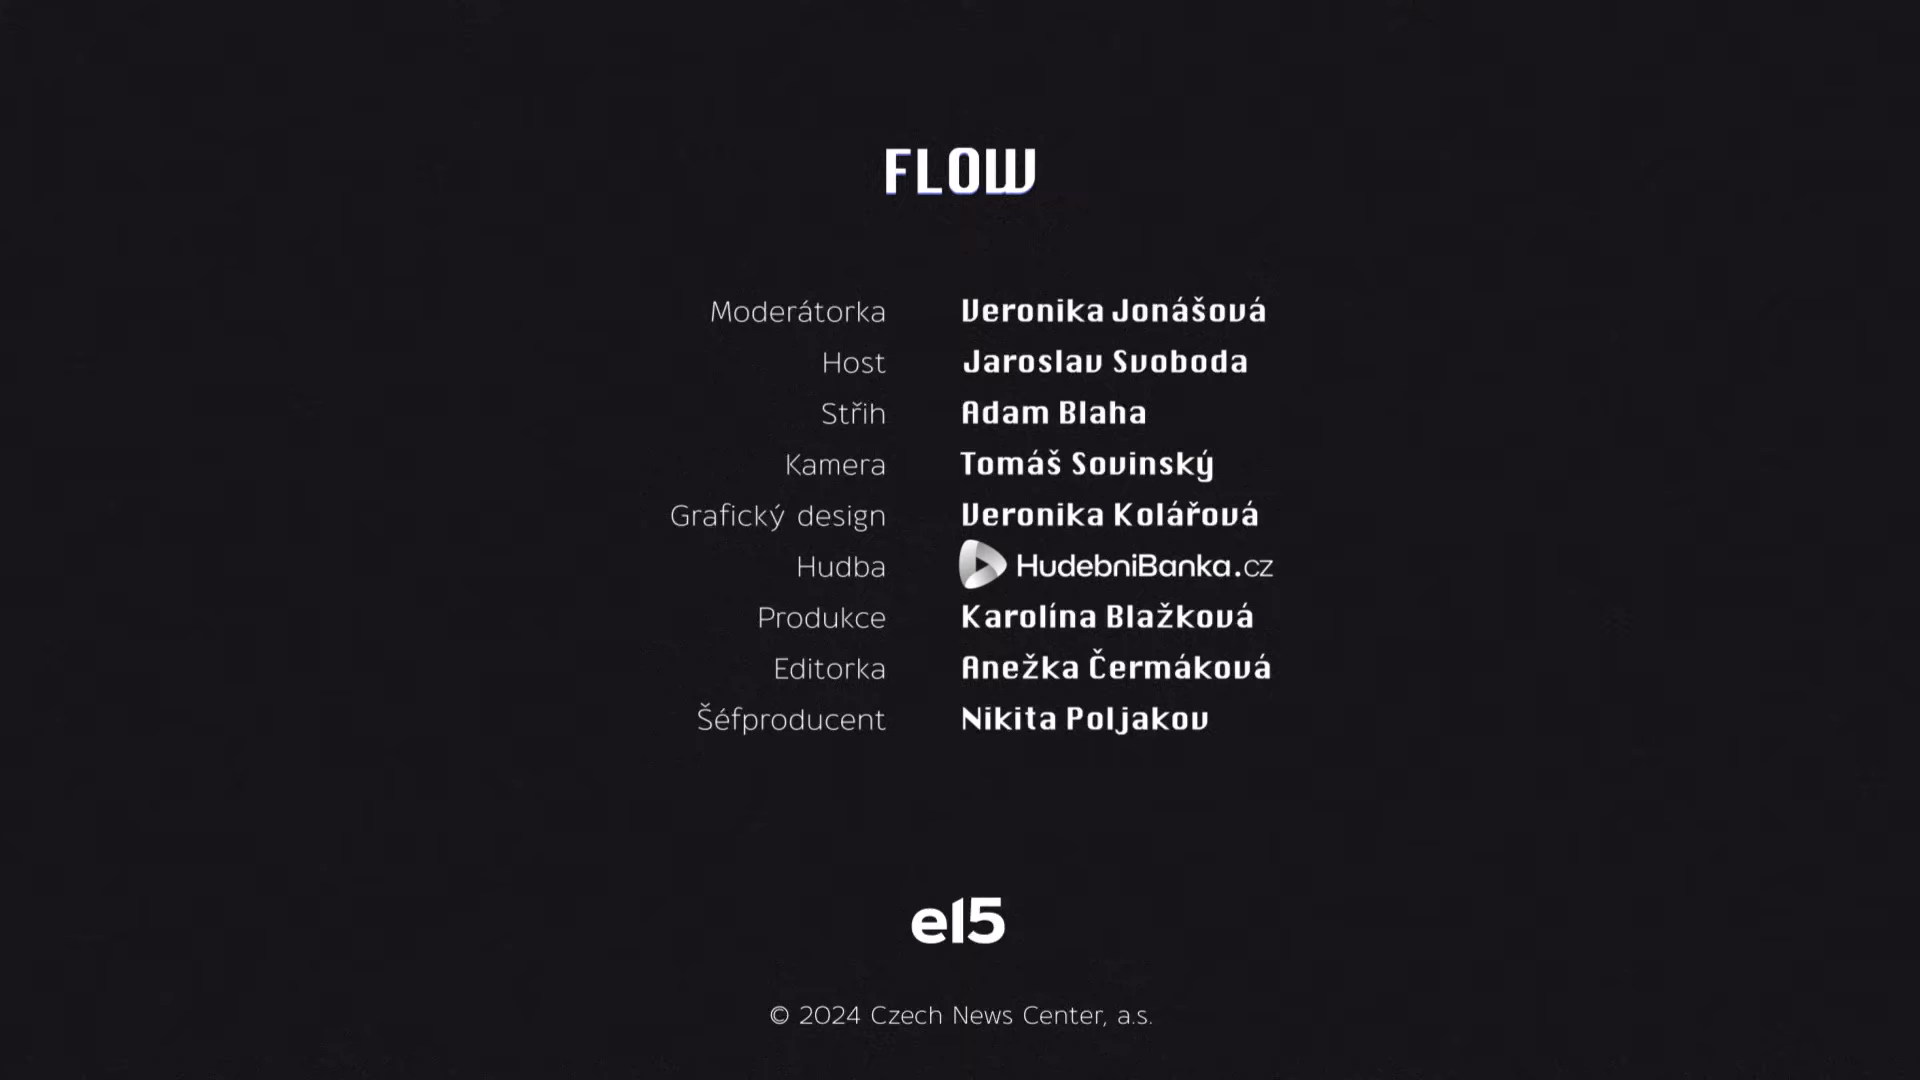 FLOW
Moderátorka Veronika Jonášová
Host Jaroslav Svoboda
Střih Adam Blaha
Kamera Tomáš Sovinský
Grafický design Veronika Kolářová
Hudba HudebniBanka.cz
Produkce Karolína Blažková
Editorka Anežka Čermáková
Šéfproducent Nikita Poljakov
e15
© 2024 Czech News Center, a.s.